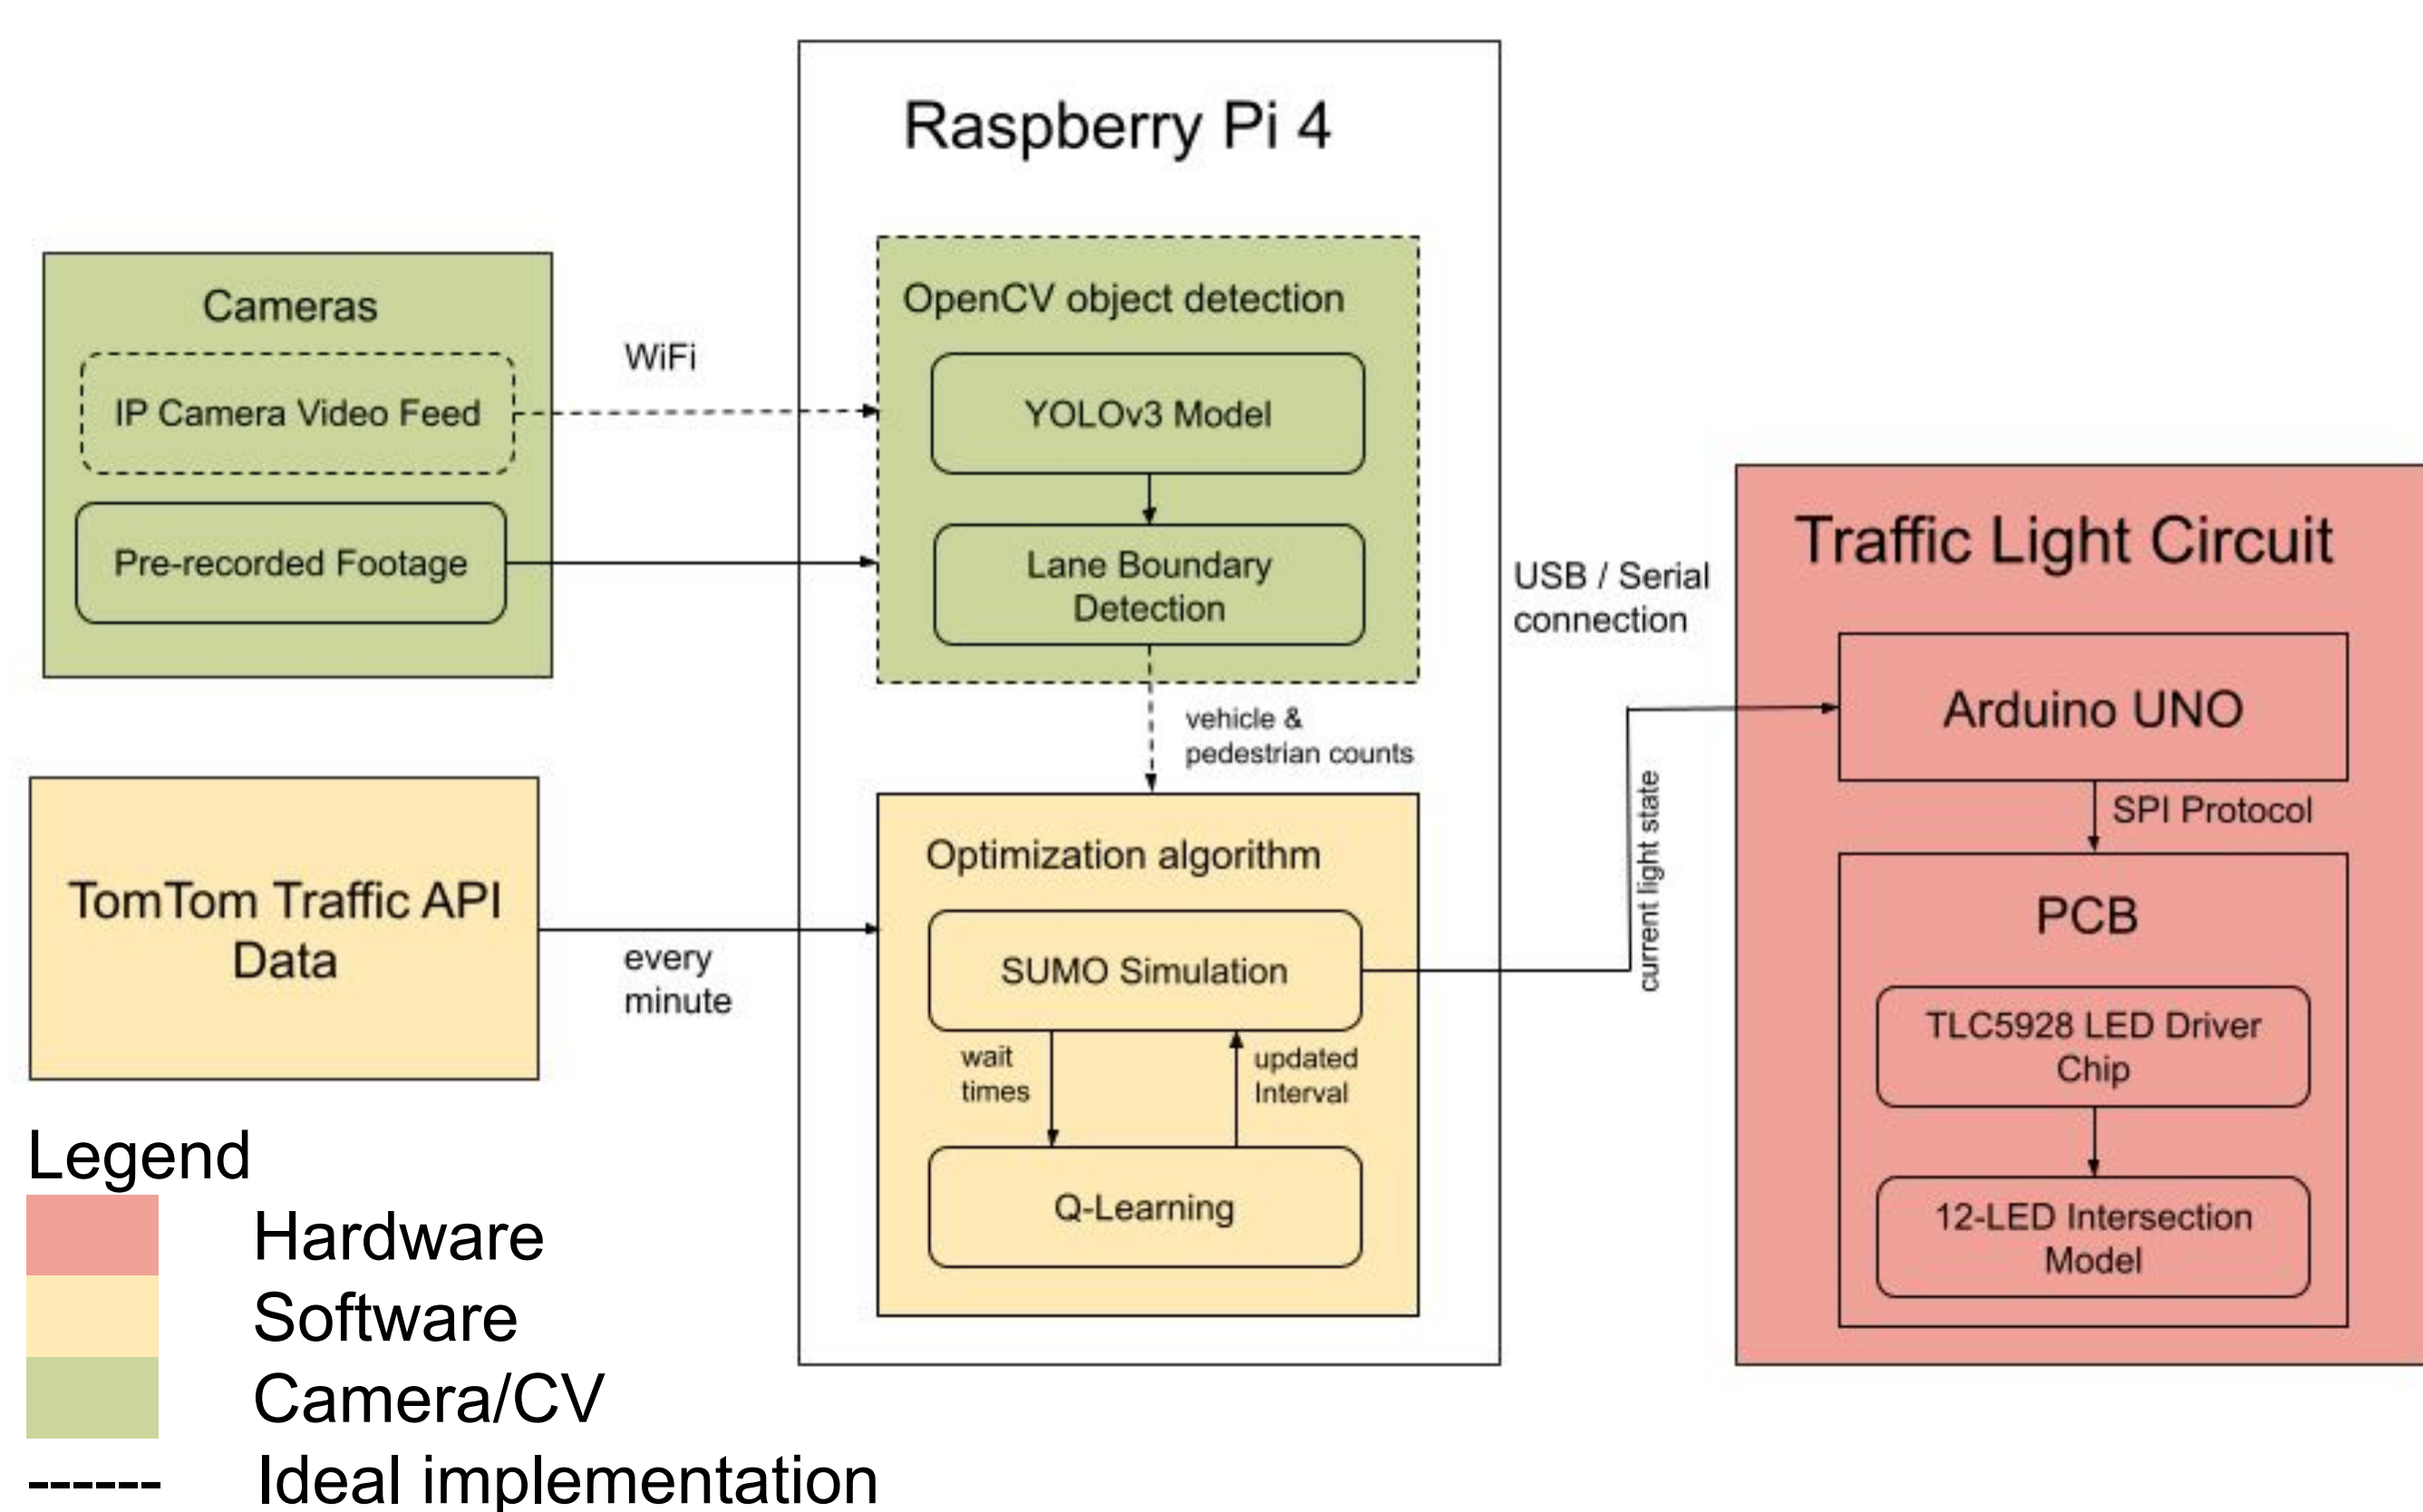 Raspberry Pi 4
Cameras
IP Camera Video Feed
Pre-recorded Footage
WiFi
OpenCV object detection
YOLOv3 Model
Lane Boundary
Detection
vehicle &
pedestrian counts
TomTom Traffic API
Data
every
minute
Optimization algorithm
SUMO Simulation
wait
times
updated
Interval
Q-Learning
USB / Serial
connection
current light state
Traffic Light Circuit
Arduino UNO
SPI Protocol
PCB
TLC5928 LED Driver
Chip
12-LED Intersection
Model
Legend
Hardware
Software
Camera/CV
Ideal implementation